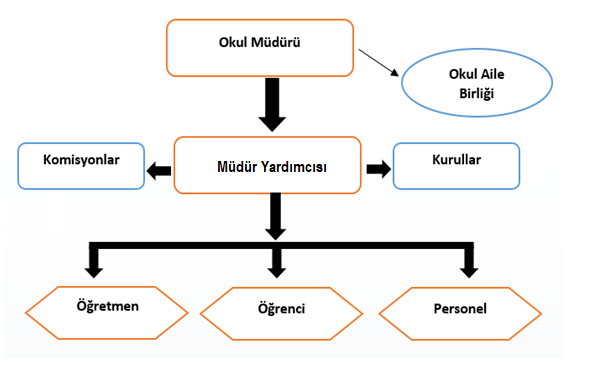 Okul Müdürü
Okul Aile
Birliği
Komisyonlar
Müdür Yardımcısı
Kurullar
Öğretmen
Öğrenci
Personel